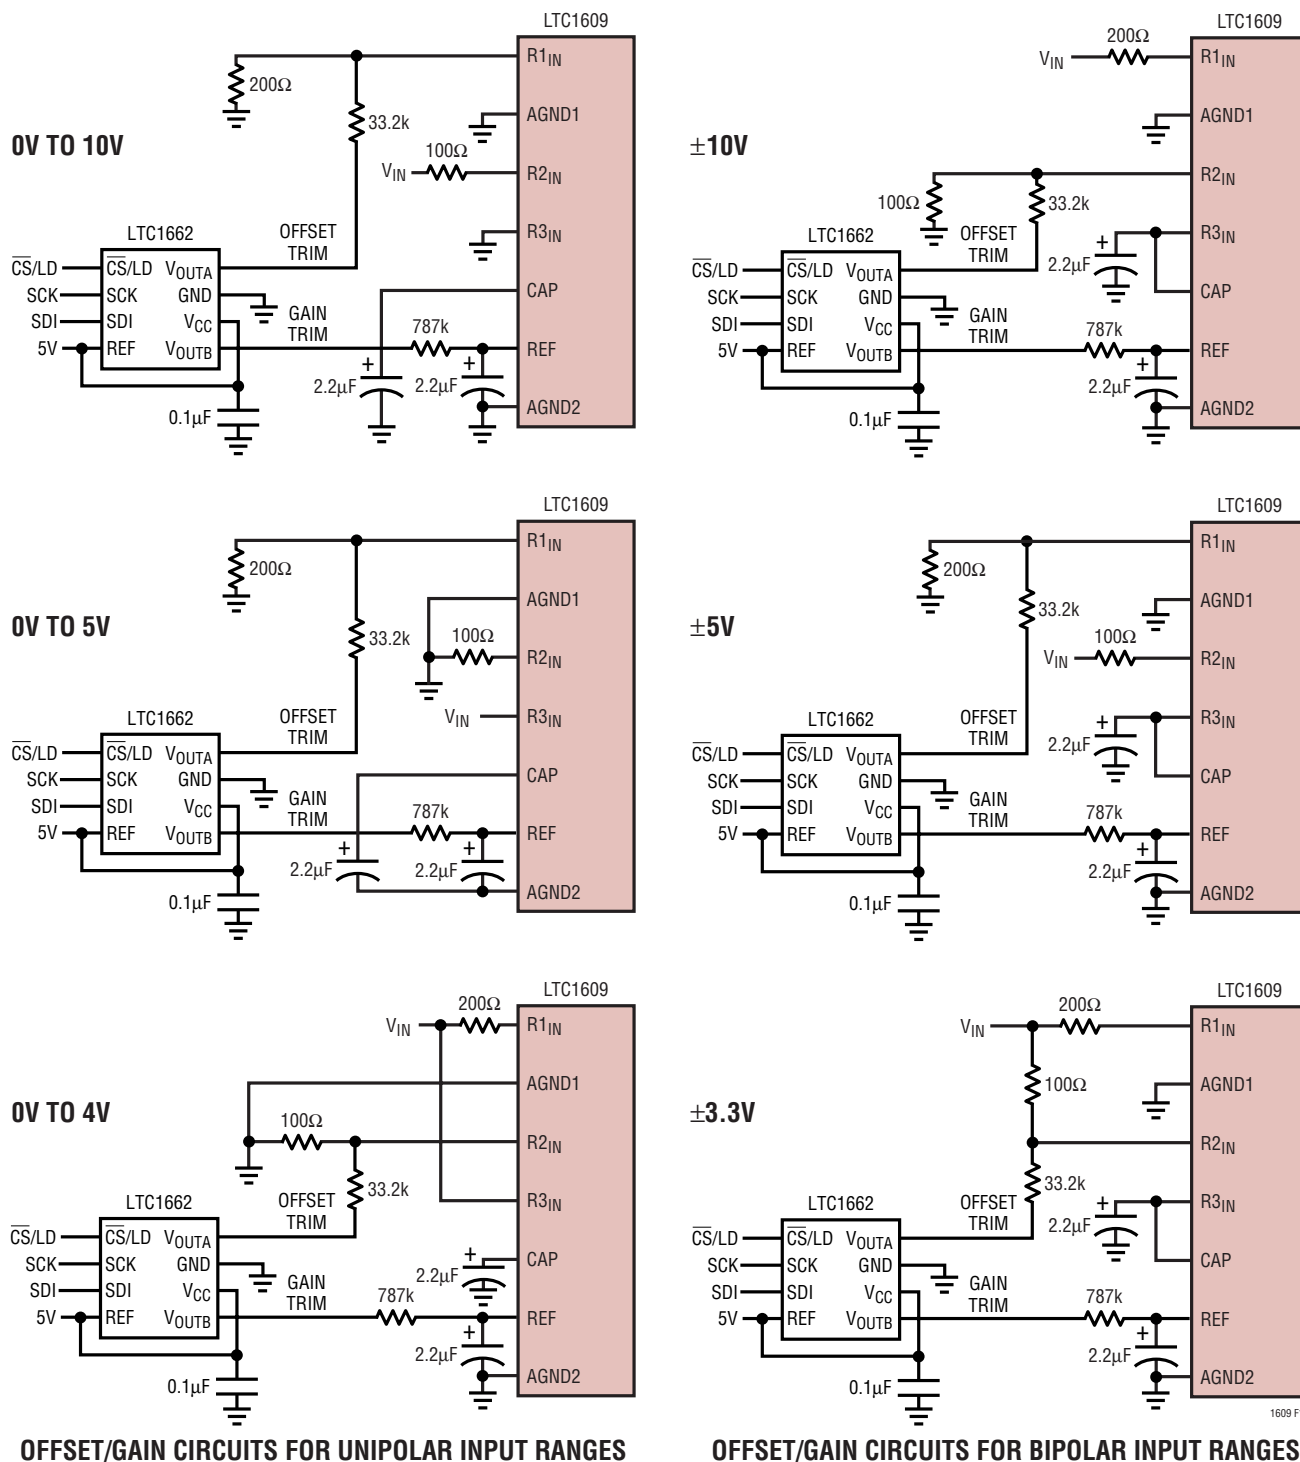 LTC1609
R1IN
200Ω
33.2k
AGND1
0V TO 10V
100Ω
VIN
R2IN
LTC1662
OFFSET
TRIM
R3IN
CS/LD
CS/LD
VOUTA
SCK
SCK
GND
CAP
SDI
SDI
VCC
GAIN
TRIM
787k
5V
REF
VOUTB
REF
+
2.2µF
+
2.2µF
0.1µF
AGND2
LTC1609
200Ω
VIN
R1IN
AGND1
±10V
R2IN
100Ω
33.2k
LTC1662
OFFSET
TRIM
+
2.2µF
R3IN
CS/LD
CS/LD
VOUTA
SCK
SCK
GND
CAP
SDI
SDI
VCC
GAIN
TRIM
787k
5V
REF
VOUTB
REF
+
2.2µF
0.1µF
AGND2
LTC1609
R1IN
200Ω
AGND1
0V TO 5V
33.2k
100Ω
R2IN
LTC1662
OFFSET
TRIM
VIN
R3IN
CS/LD
CS/LD
VOUTA
SCK
SCK
GND
CAP
SDI
SDI
VCC
GAIN
TRIM
787k
5V
REF
VOUTB
REF
+
2.2µF
+
2.2µF
0.1µF
AGND2
LTC1609
R1IN
200Ω
AGND1
±5V
33.2k
100Ω
VIN
R2IN
LTC1662
OFFSET
TRIM
+
2.2µF
R3IN
CS/LD
CS/LD
VOUTA
SCK
SCK
GND
CAP
SDI
SDI
VCC
GAIN
TRIM
787k
5V
REF
VOUTB
REF
+
2.2µF
0.1µF
AGND2
LTC1609
200Ω
VIN
R1IN
AGND1
0V TO 4V
100Ω
R2IN
33.2k
LTC1662
OFFSET
TRIM
R3IN
CS/LD
CS/LD
VOUTA
SCK
SCK
GND
+
2.2µF
CAP
SDI
SDI
VCC
GAIN
TRIM
787k
5V
REF
VOUTB
REF
+
2.2µF
0.1µF
AGND2
LTC1609
200Ω
VIN
R1IN
100Ω
AGND1
±3.3V
R2IN
33.2k
LTC1662
OFFSET
TRIM
+
2.2µF
R3IN
CS/LD
CS/LD
VOUTA
SCK
SCK
GND
CAP
SDI
SDI
VCC
GAIN
TRIM
787k
5V
REF
VOUTB
REF
+
2.2µF
0.1µF
AGND2
1609 F
OFFSET/GAIN CIRCUITS FOR UNIPOLAR INPUT RANGES
OFFSET/GAIN CIRCUITS FOR BIPOLAR INPUT RANGES